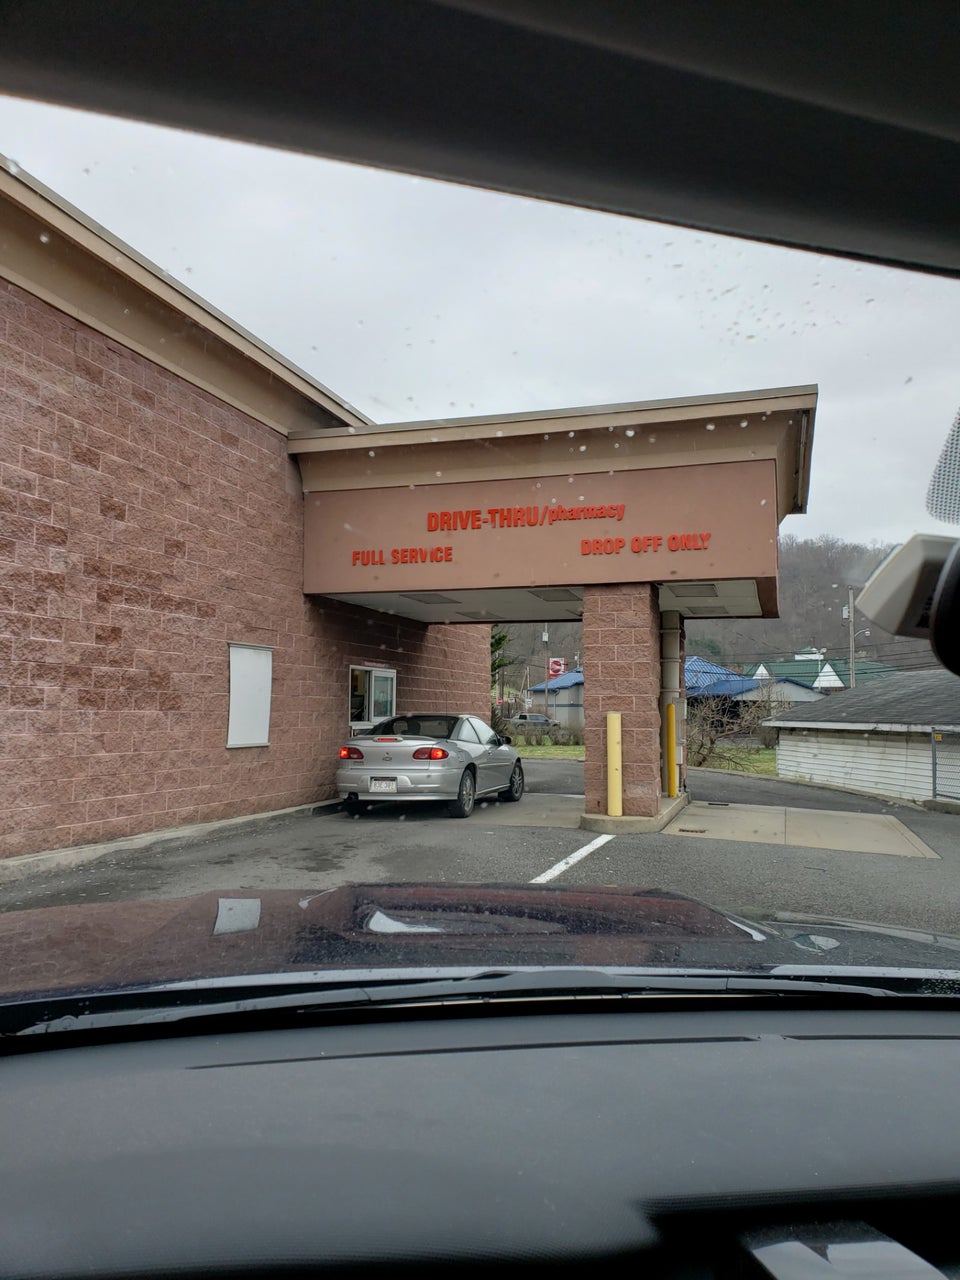 DRIVE-THRU/pharmacy
FULL SERVICE
DROP OFF ONLY